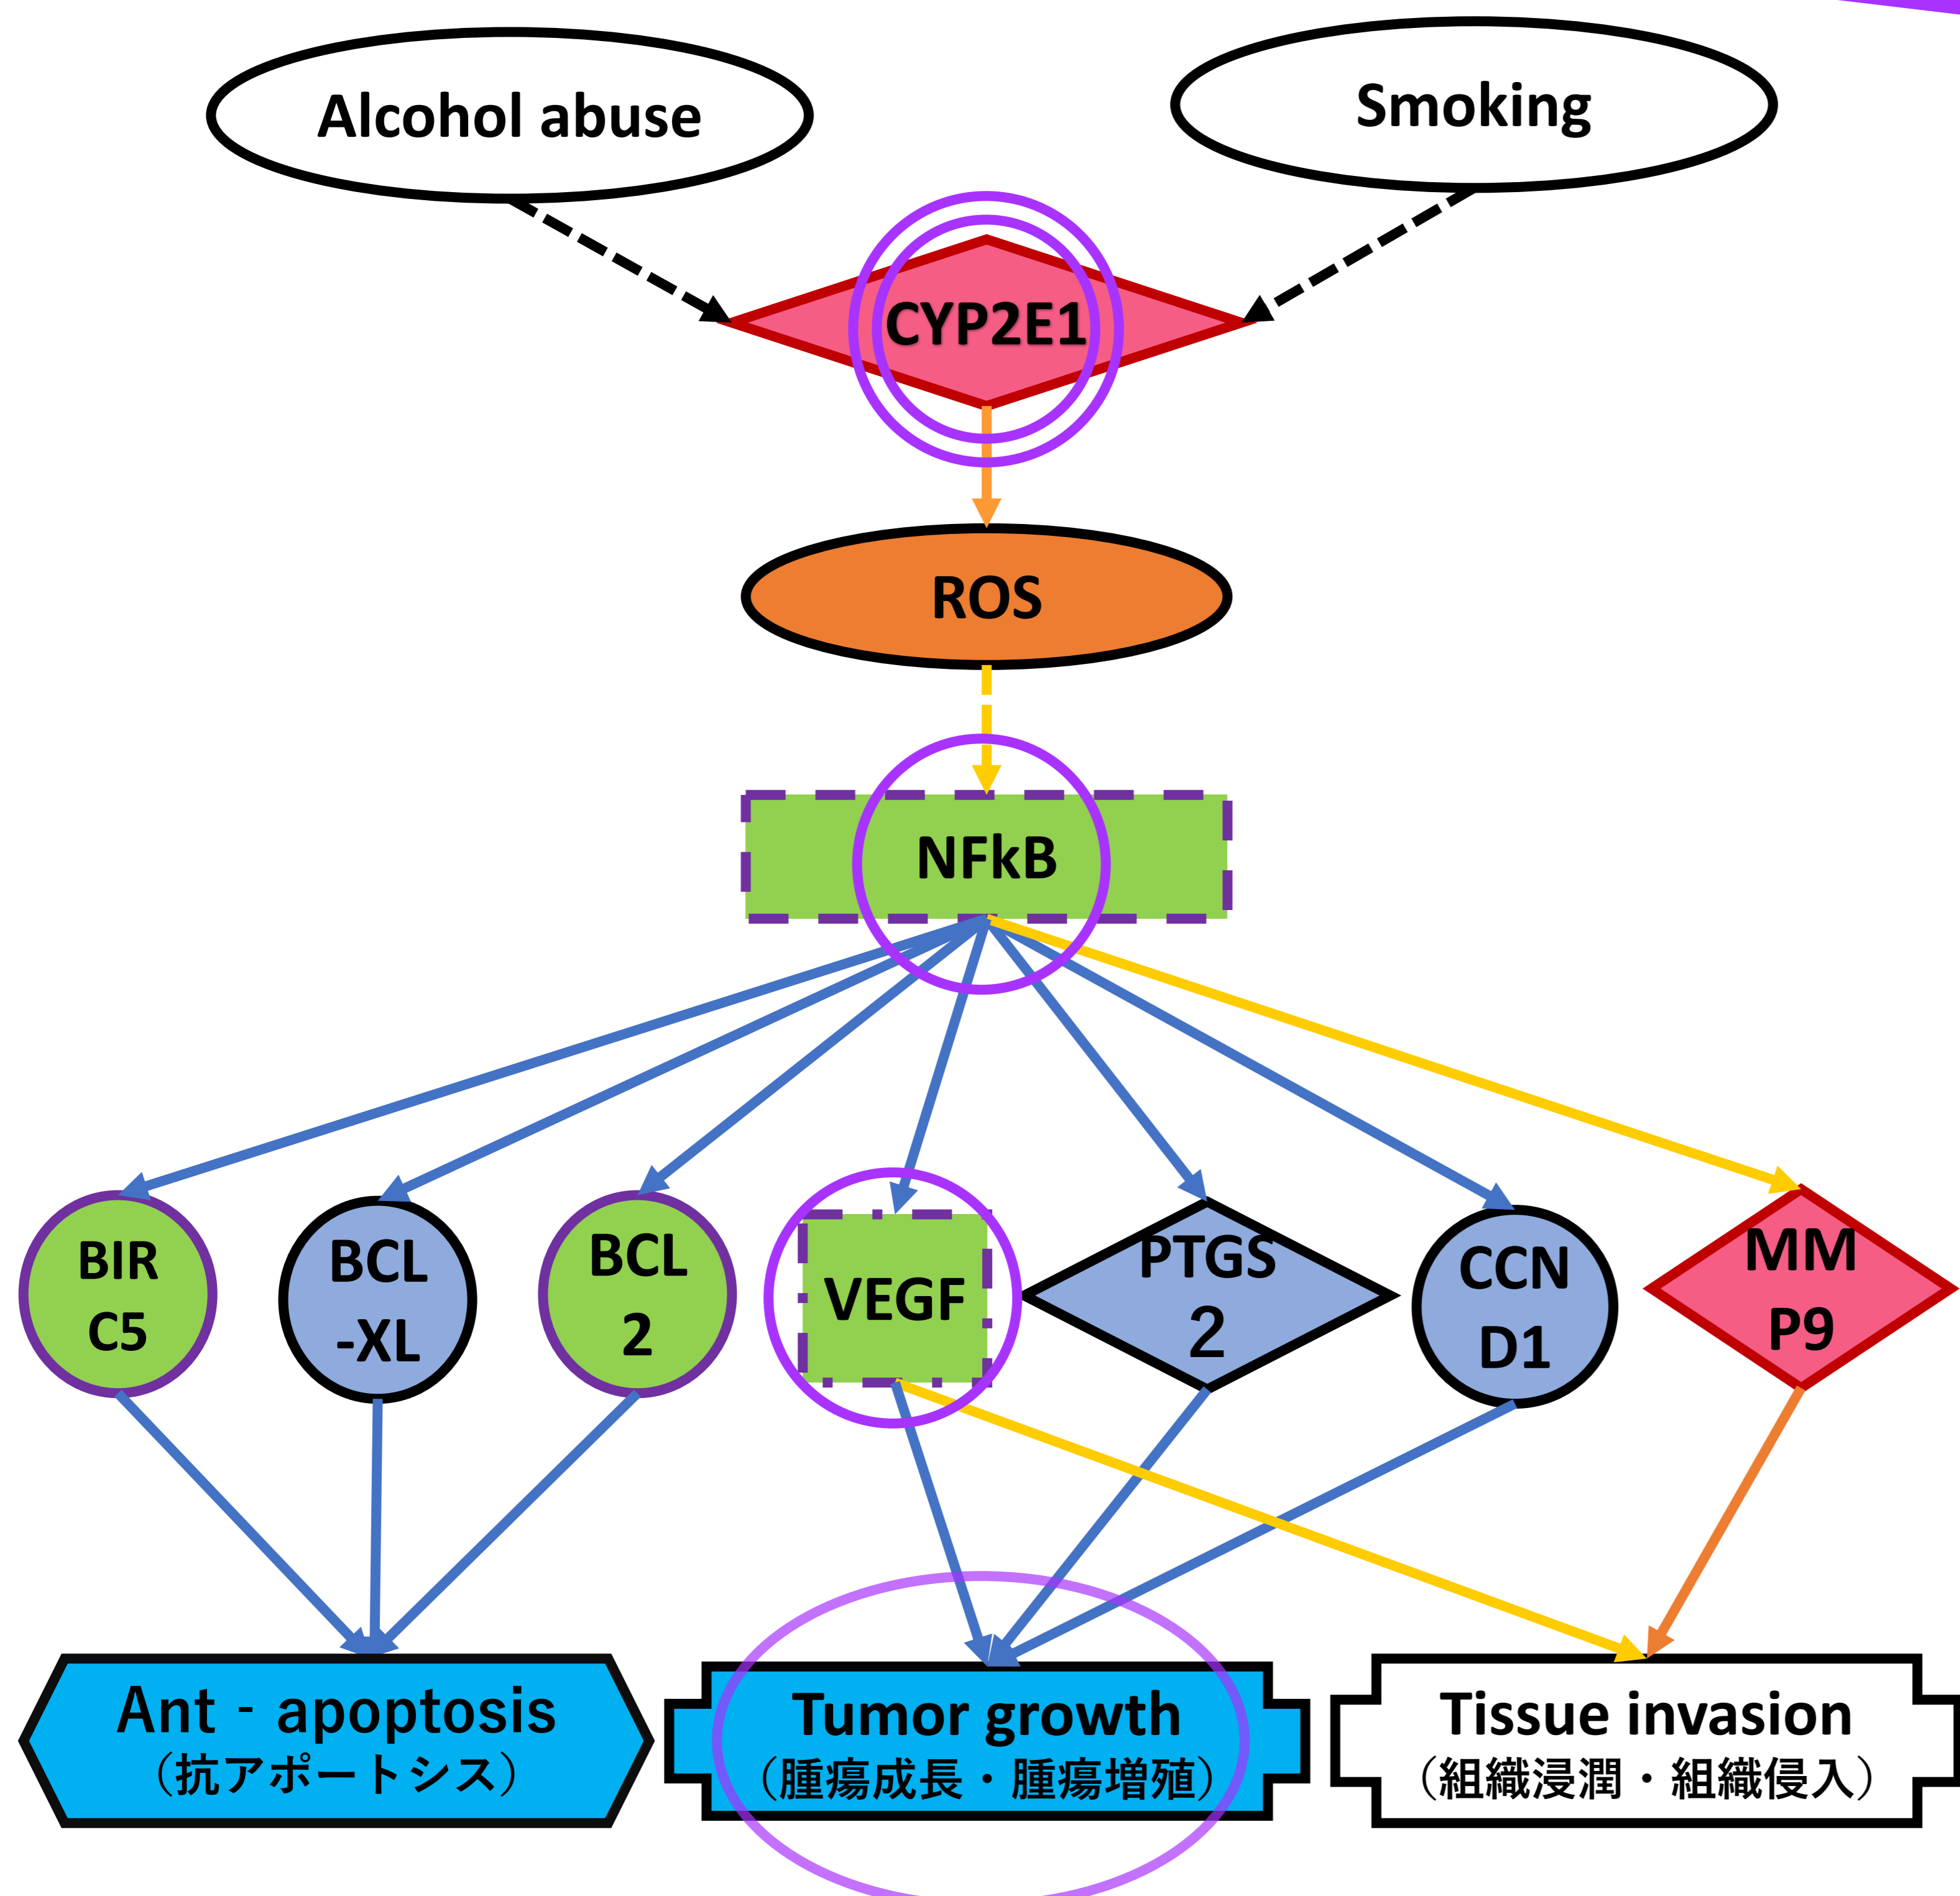 Alcohol abuse
Smoking
CYP2E1
ROS
NFkB
BIR
C5
BCL
-XL
BCL
2
VEGF
PTGS
2
CCN
D1
MM
P9
Ant‐apoptosis
（抗アポートシス）
Tumor growth
（腫瘍成長・腫瘍増殖）
Tissue invasion
（組織浸潤・組織侵入）